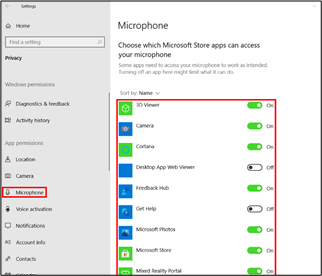 Settings
Home
Find a setting
Privacy
Windows permissions
Diagnostics & feedback
Activity history
App permissions
Location
Camera
Microphone
Voice activation
Notifications
Account info
Contacts
Microphone
Choose which Microsoft Store apps can access
your microphone
Some apps need to access your microphone to work as intended.
Turning off an app here might limit what it can do.
Sort by: Name
3D Viewer On
Camera On
Cortana On
Desktop App Web Viewer Off
Feedback Hub On
Get Help Off
Microsoft Photos On
Microsoft Store On
Mixed Reality Portal On